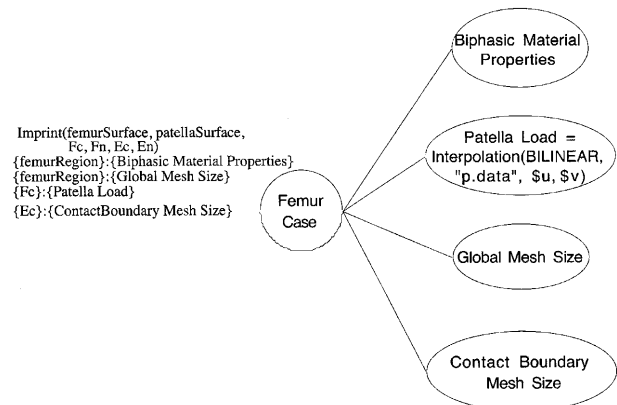 Imprint(femurSurface, patellaSurface,
Fc, Fn, Ec, En)
{femurRegion}:{Biphasic Material Properties}
{femurRegion}:{Global Mesh Size}
{Fc}:{Patella Load}
{Ec}:{ContactBoundary Mesh Size}
Femur
Case
Biphasic Material
Properties
Patella Load =
Interpolation(BILINEAR,
"p.data", $u, $v)
Global Mesh Size
Contact Boundary
Mesh Size